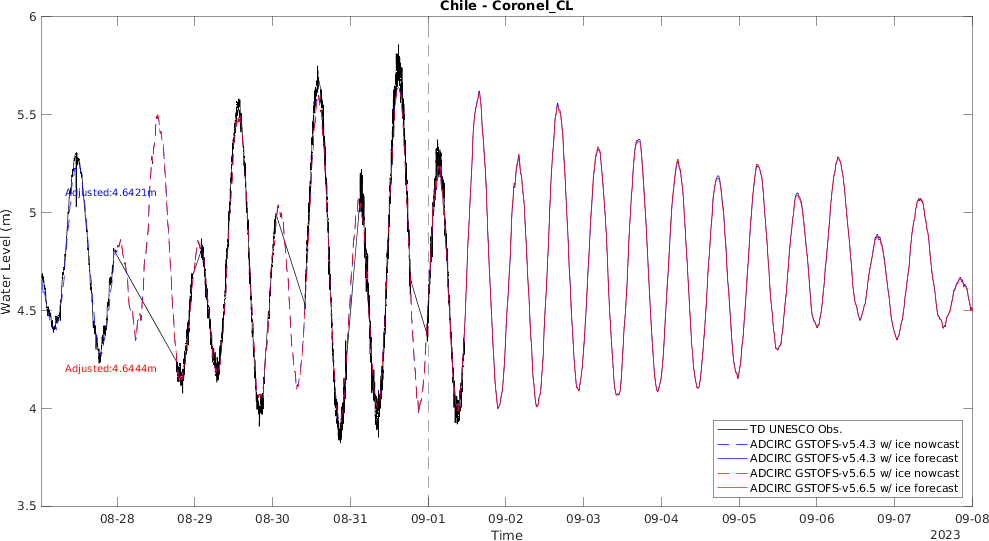 Chile - Coronel_CL
6
5.5
5
4.5
4
3.5
Water Level (m)
Adjusted:4.6421m
Adjusted:4.6444m
TD UNESCO Obs.
ADCIRC GSTOFS-v5.4.3 w/ ice nowcast
ADCIRC GSTOFS-v5.4.3 w/ ice forecast
ADCIRC GSTOFS-v5.6.5 w/ ice nowcast
ADCIRC GSTOFS-v5.6.5 w/ ice forecast
08-28 08-29 08-30 08-31 09-01 09-02 09-03 09-04 09-05 09-06 09-07 09-08
Time
2023